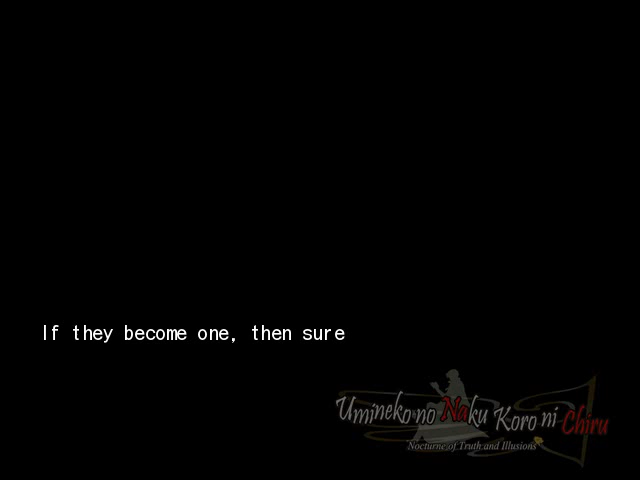 If they become one, then sure
Umineko no Naku Koro ni Chiru
Nocturne of Truth and Illusions